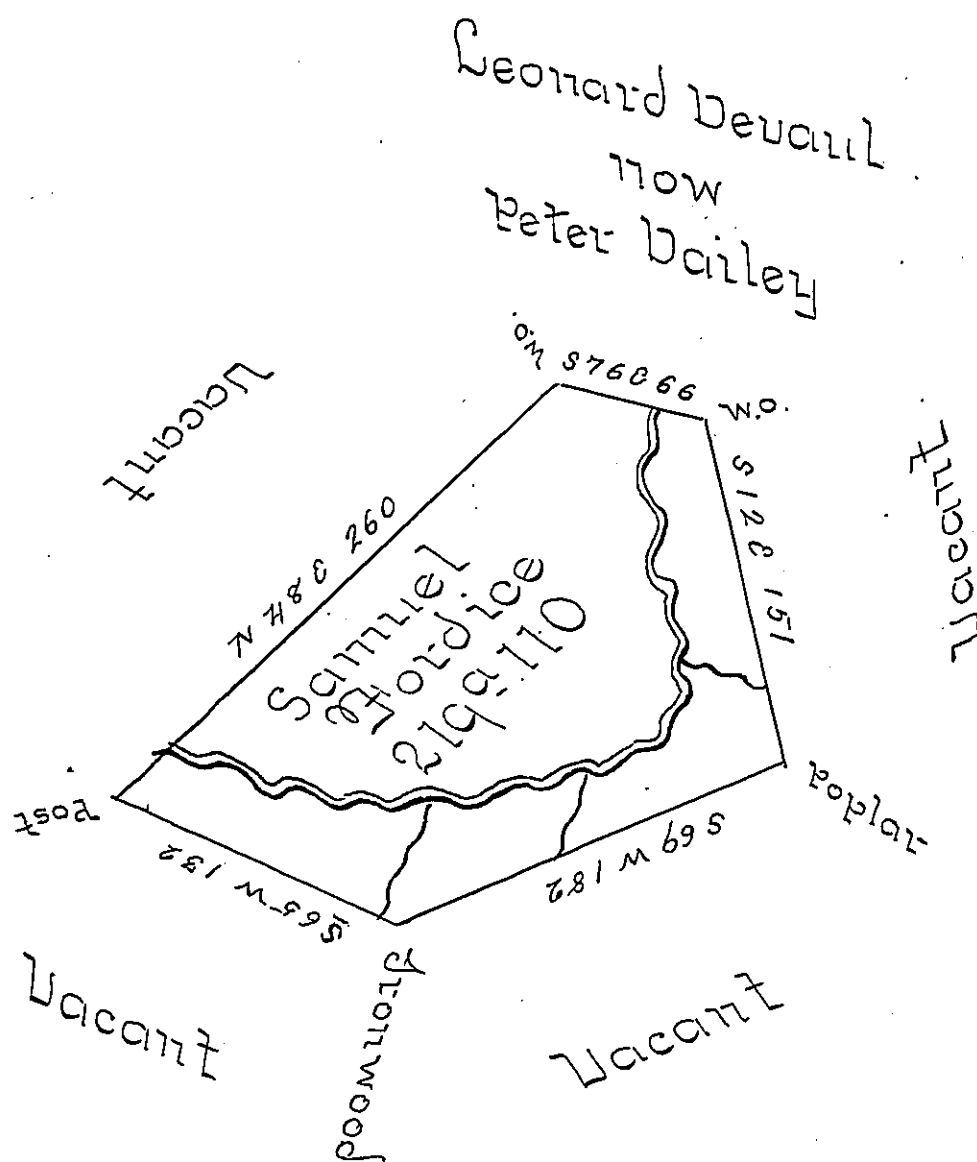 Leonard Devaul
now
Peter Dailey
W.O. S 76 E 66 W.O.
Vacant
Vacant
S 12 E 151
N 48 E 260
Samuel
Fordice
219a-110
Post
Poplar
S 65 W 132
S 69 W 182
Vacant
Ironwood
Vacant